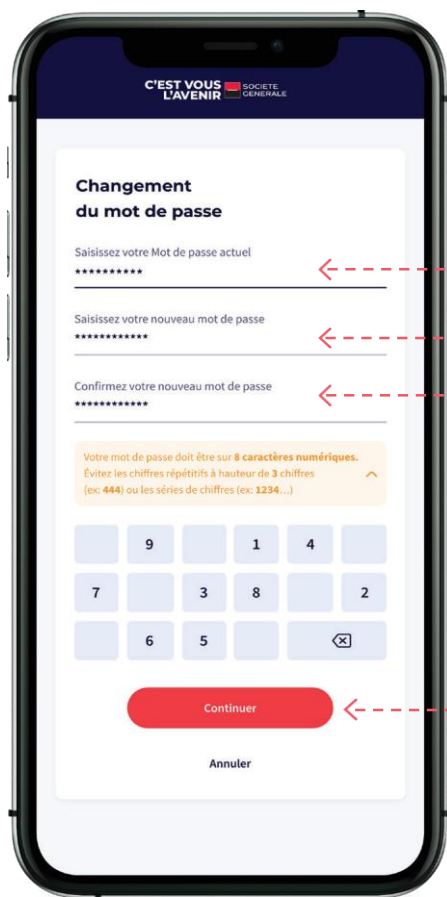 C'EST VOUS SOCIETE
L'AVENIR GENERALE
Changement
du mot de passe
Saisissez votre Mot de passe actuel
**********
Saisissez votre nouveau mot de passe
************
Confirmez votre nouveau mot de passe
************
Votre mot de passe doit être sur 8 caractères numériques.
Évitez les chiffres répétitifs à hauteur de 3 chiffres
(ex: 444) ou les séries de chiffres (ex: 1234...)
9 1 4
7 3 8 2
6 5
Continuer
Annuler